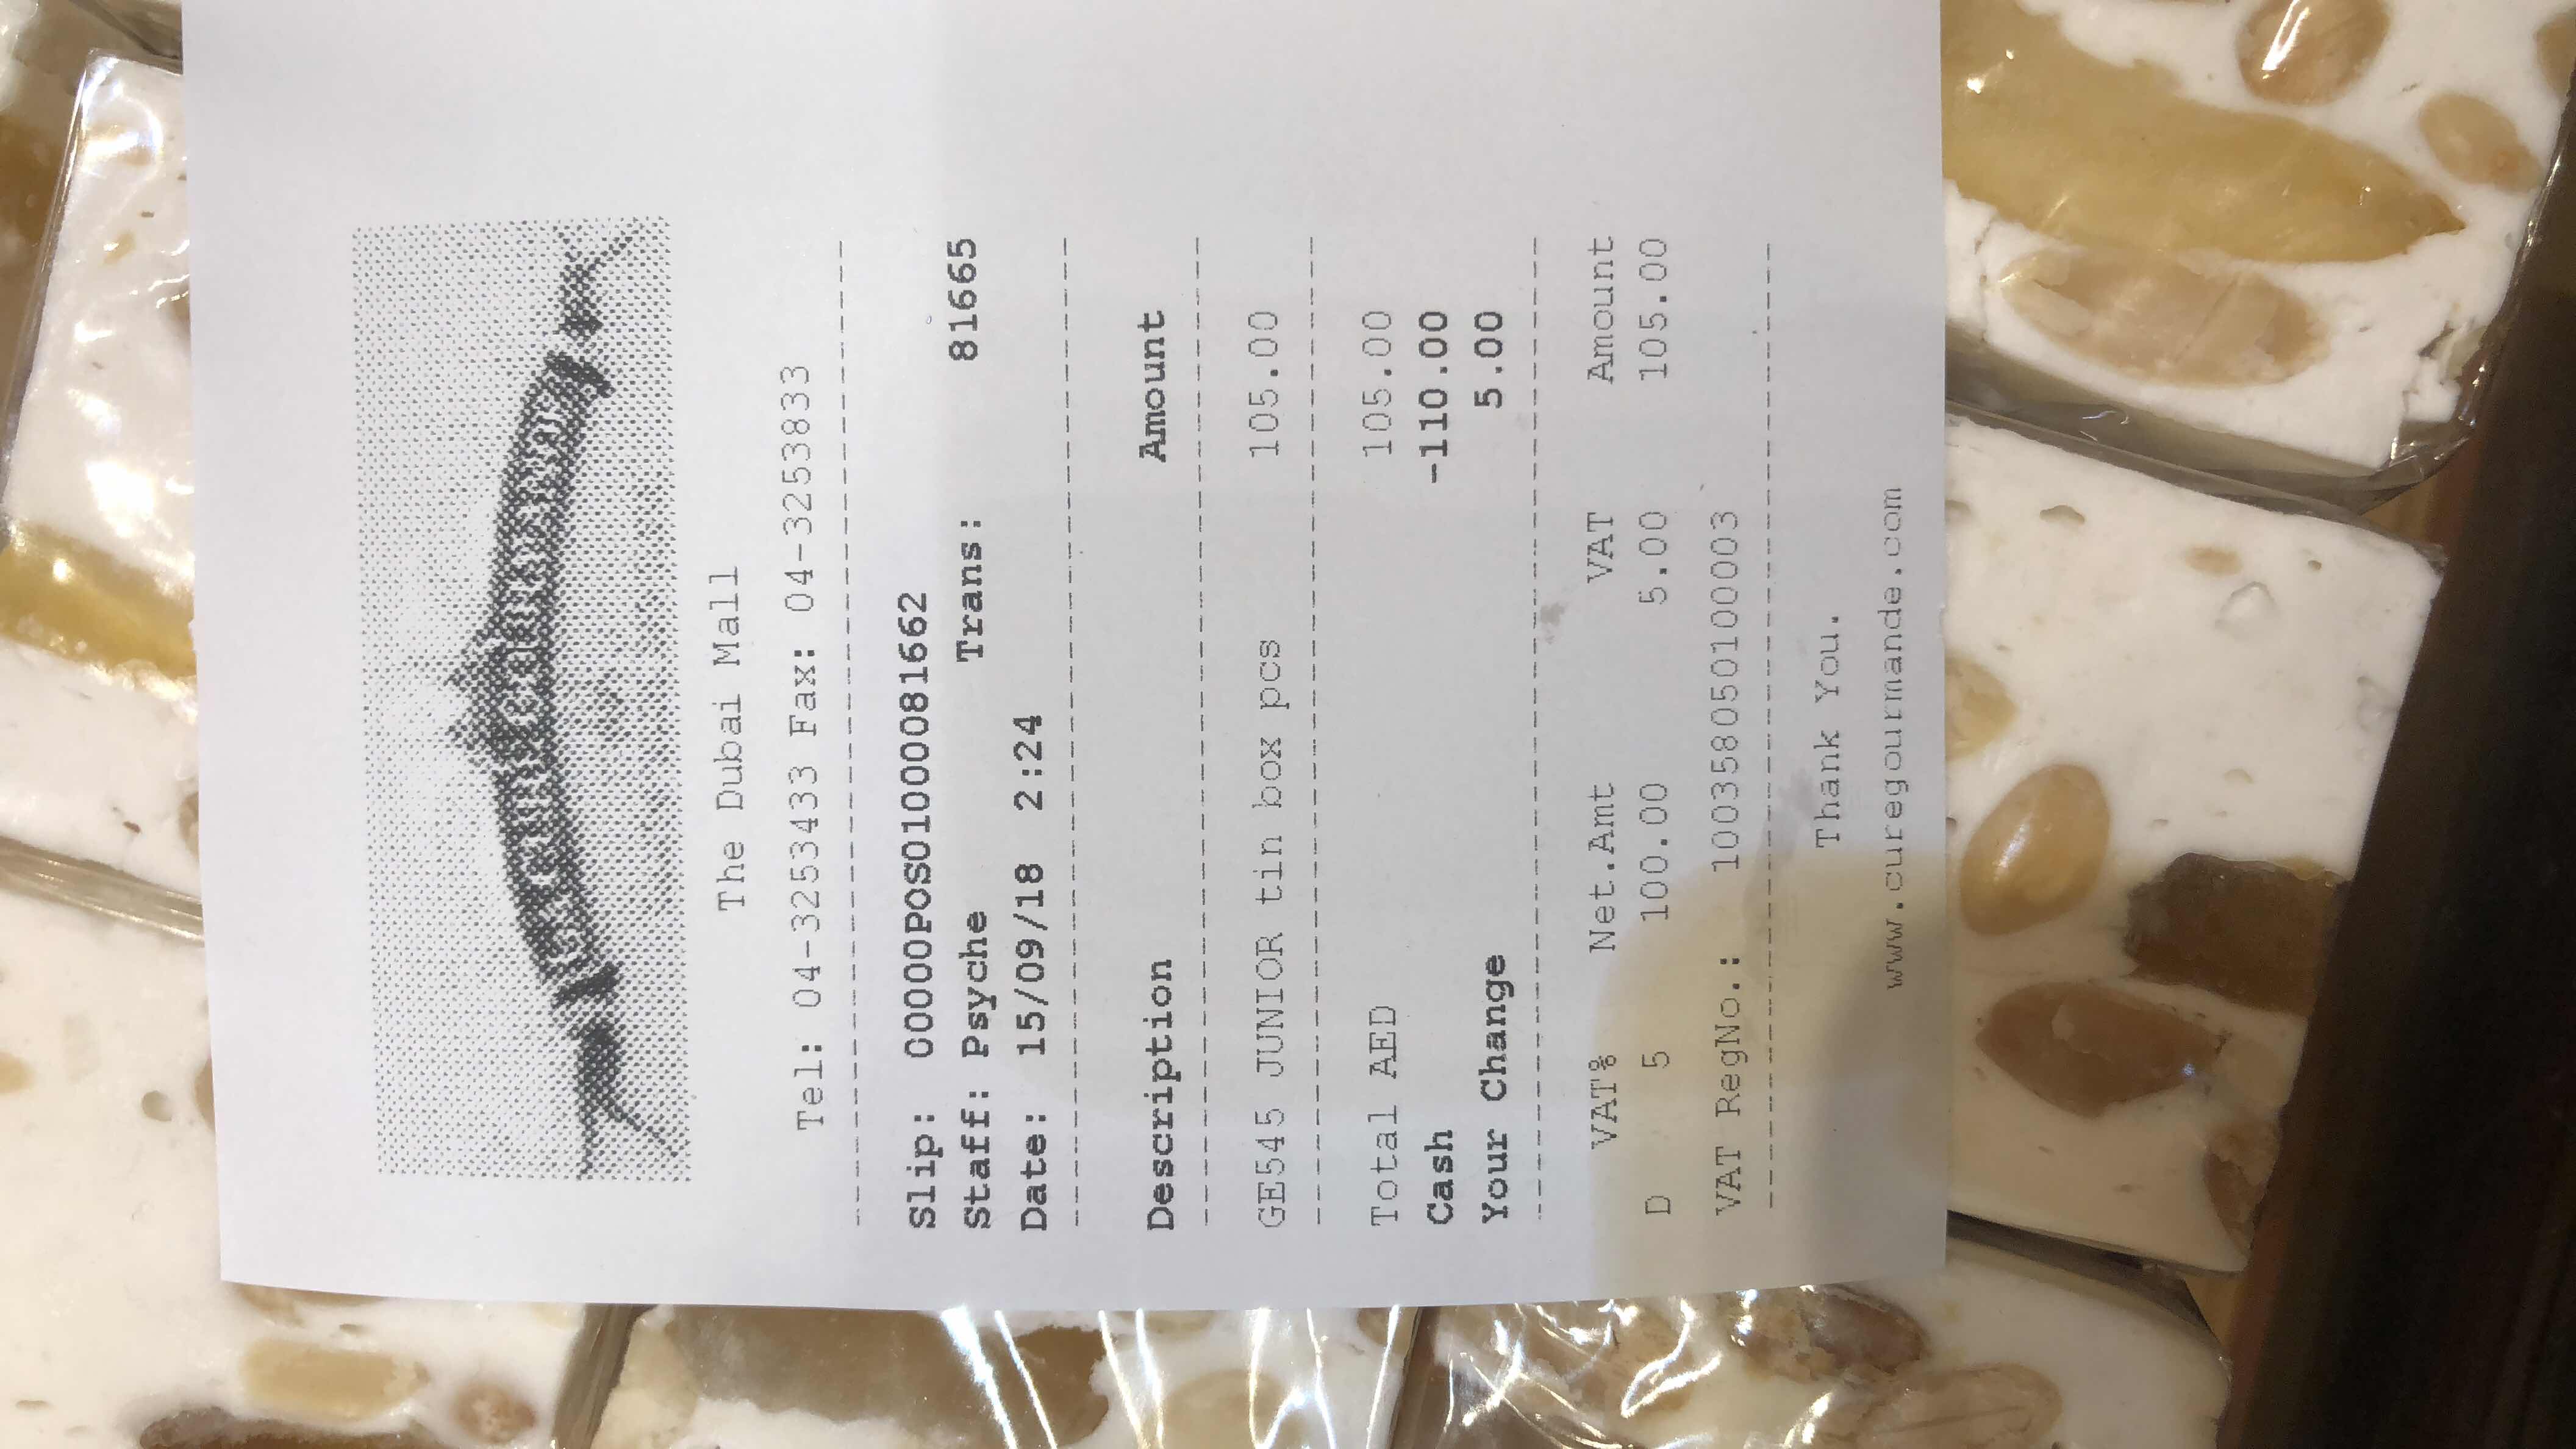 LA CURE GOURMANDE
The Dubai Mall
Tel: 04-3253433 Fax: 04-3253833
Slip: 00000POS01000081662
Staff: Psyche Trans: 81665
Date: 15/09/18 2:24
Description Amount
GE545 JUNIOR tin box pcs 105.00
Total AED 105.00
Cash -110.00
Your Change 5.00
VAT% Net.Amt VAT Amount
D 5 100.00 5.00 105.00
VAT RegNo.: 100358050100003
Thank You.
www.curegourmande.com